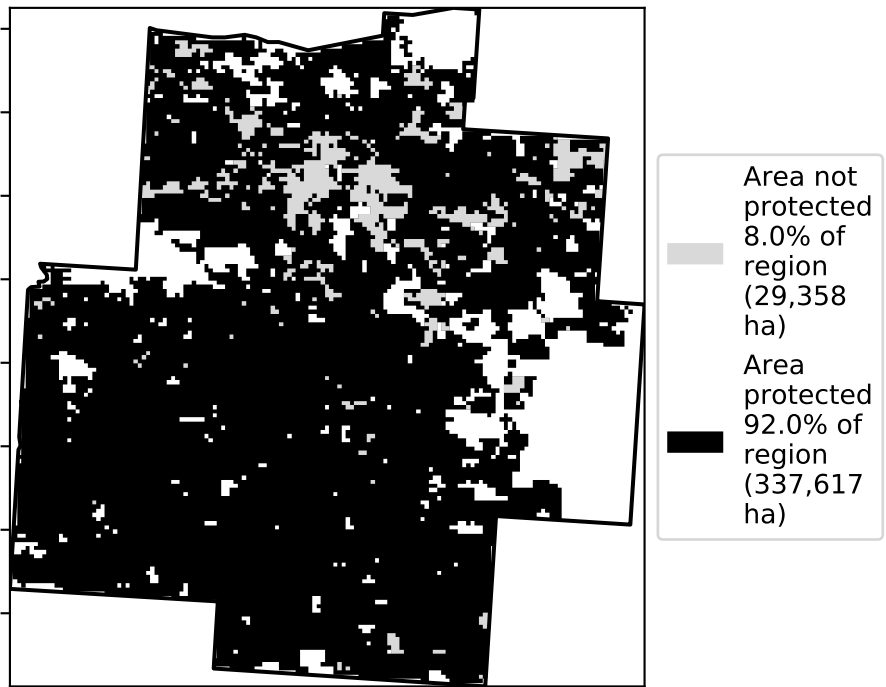 Area not
protected
8.0% of
region
(29,358
ha)
Area
protected
92.0% of
region
(337,617
ha)